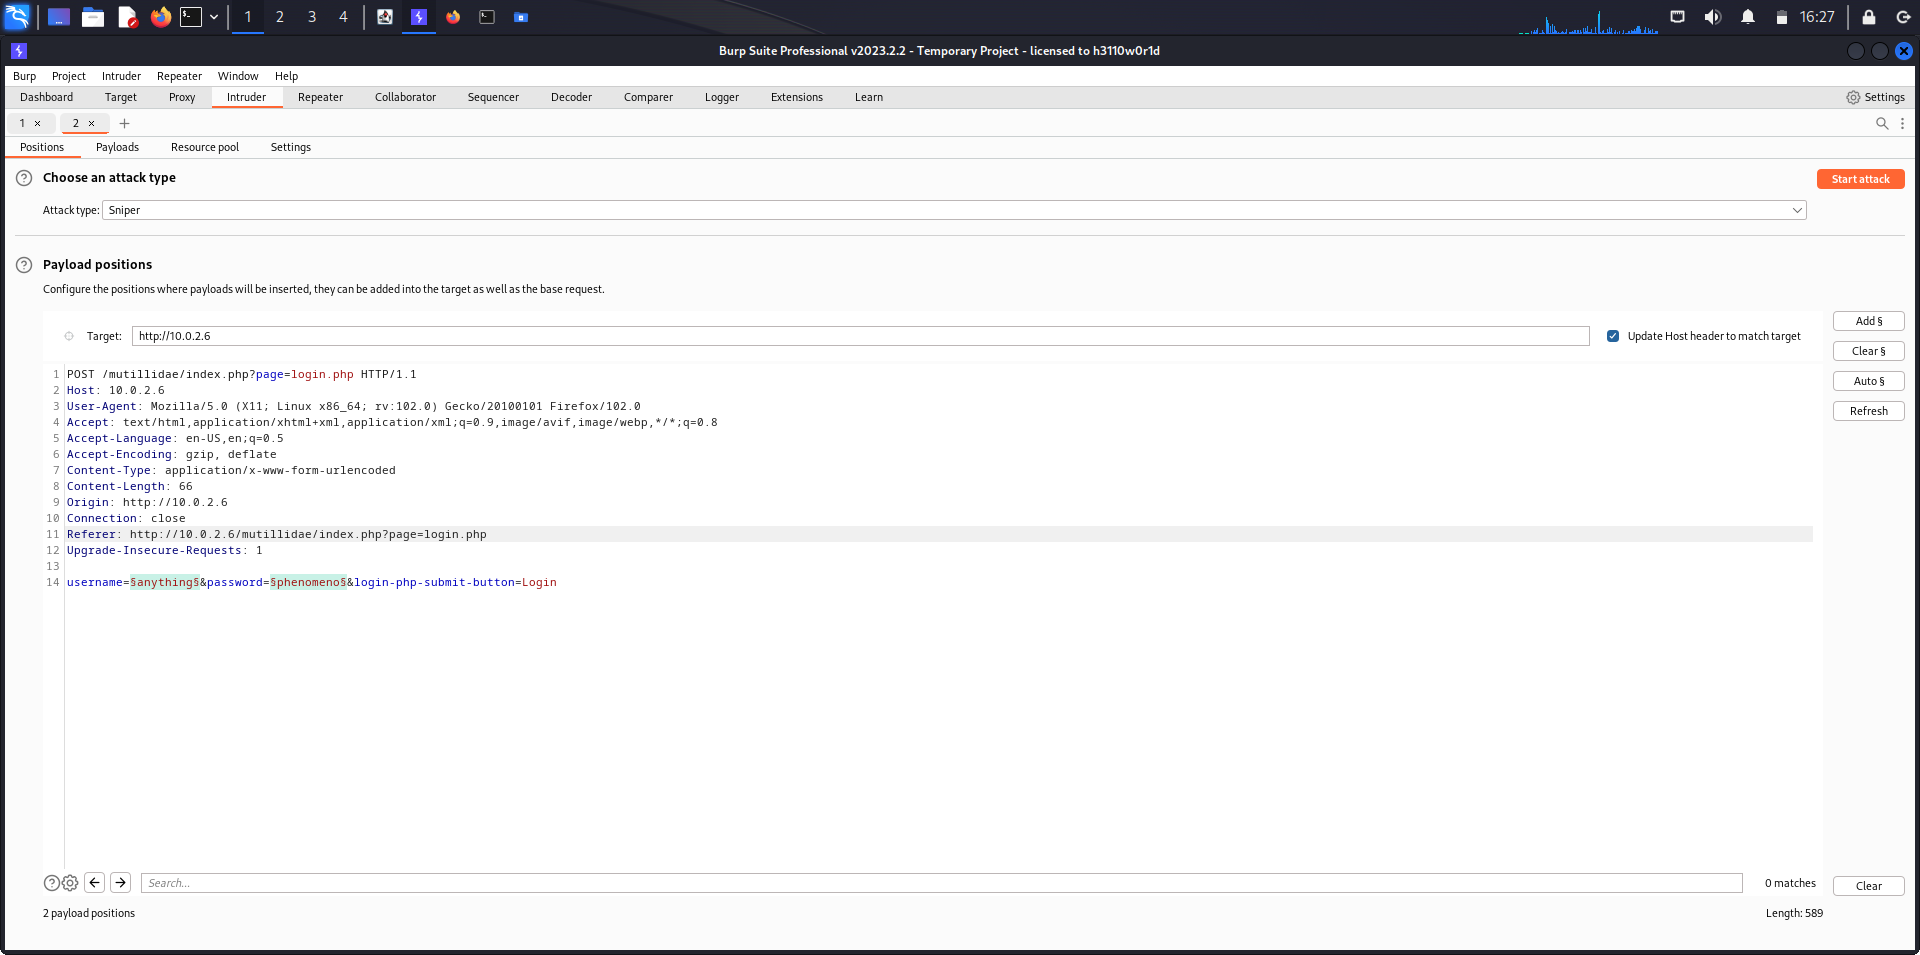 1 2 3 4 16:27
Burp Suite Professional v2023.2.2 - Temporary Project - licensed to h3110w0r1d
Burp Project Intruder Repeater Window Help
Dashboard Target Proxy Intruder Repeater Collaborator Sequencer Decoder Comparer Logger Extensions Learn Settings
1 × 2 × +
Positions Payloads Resource pool Settings
? Choose an attack type Start attack
Attack type: Sniper
? Payload positions
Configure the positions where payloads will be inserted, they can be added into the target as well as the base request.
Add §
Target: http://10.0.2.6 Update Host header to match target
Clear §
Auto §
Refresh
1 POST /mutillidae/index.php?page=login.php HTTP/1.1
2 Host: 10.0.2.6
3 User-Agent: Mozilla/5.0 (X11; Linux x86_64; rv:102.0) Gecko/20100101 Firefox/102.0
4 Accept: text/html,application/xhtml+xml,application/xml;q=0.9,image/avif,image/webp,*/*;q=0.8
5 Accept-Language: en-US,en;q=0.5
6 Accept-Encoding: gzip, deflate
7 Content-Type: application/x-www-form-urlencoded
8 Content-Length: 66
9 Origin: http://10.0.2.6
10 Connection: close
11 Referer: http://10.0.2.6/mutillidae/index.php?page=login.php
12 Upgrade-Insecure-Requests: 1
13
14 username=§anything§&password=§phenomeno§&login-php-submit-button=Login
? Search... 0 matches Clear
2 payload positions Length: 589